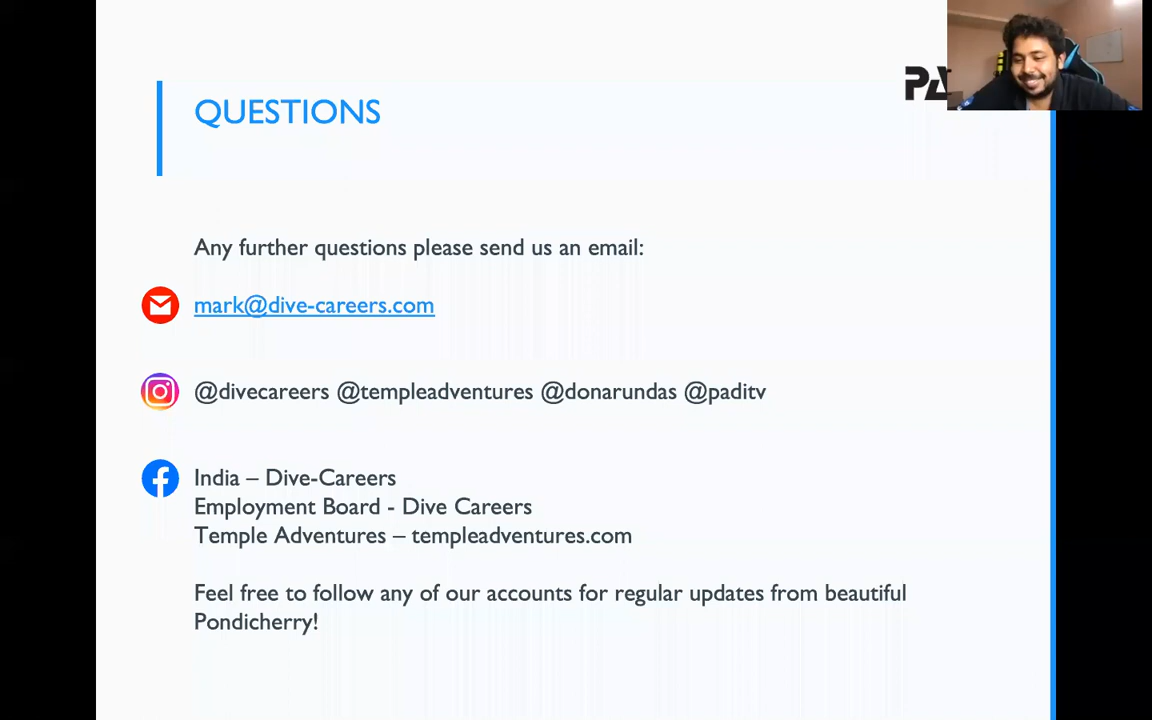 QUESTIONS
Any further questions please send us an email:
mark@dive-careers.com
@divecareers @templeadventures @donarundas @paditv
India – Dive-Careers
Employment Board - Dive Careers
Temple Adventures – templeadventures.com
Feel free to follow any of our accounts for regular updates from beautiful
Pondicherry!